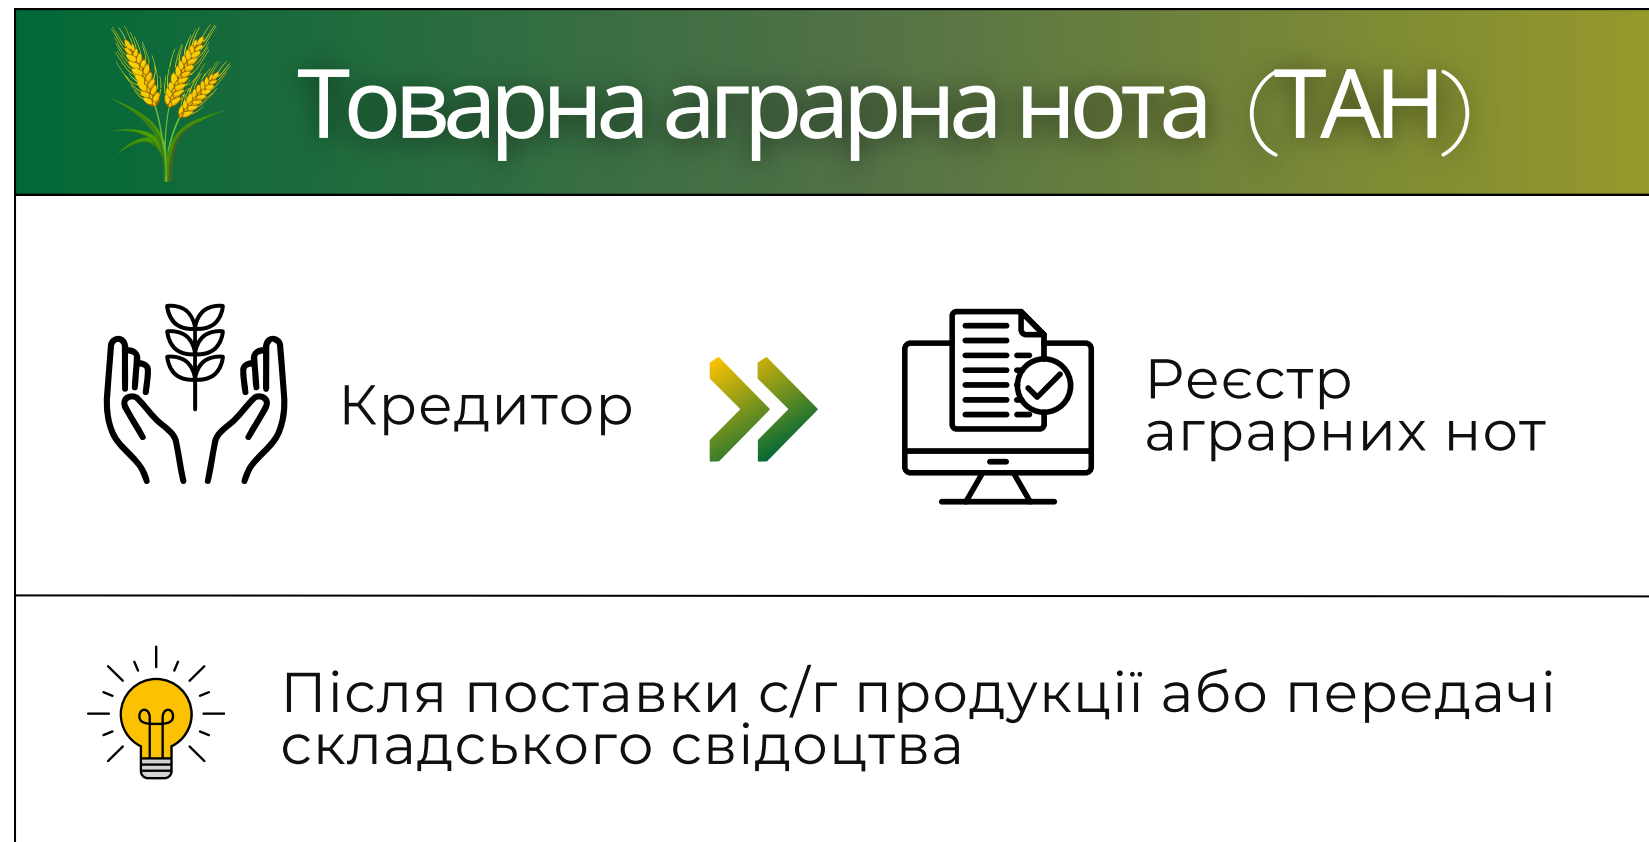 Товарна аграрна нота (ТАН)
Кредитор
Реєстр
аграрних нот
Після поставки с/г продукції або передачі
складського свідоцтва